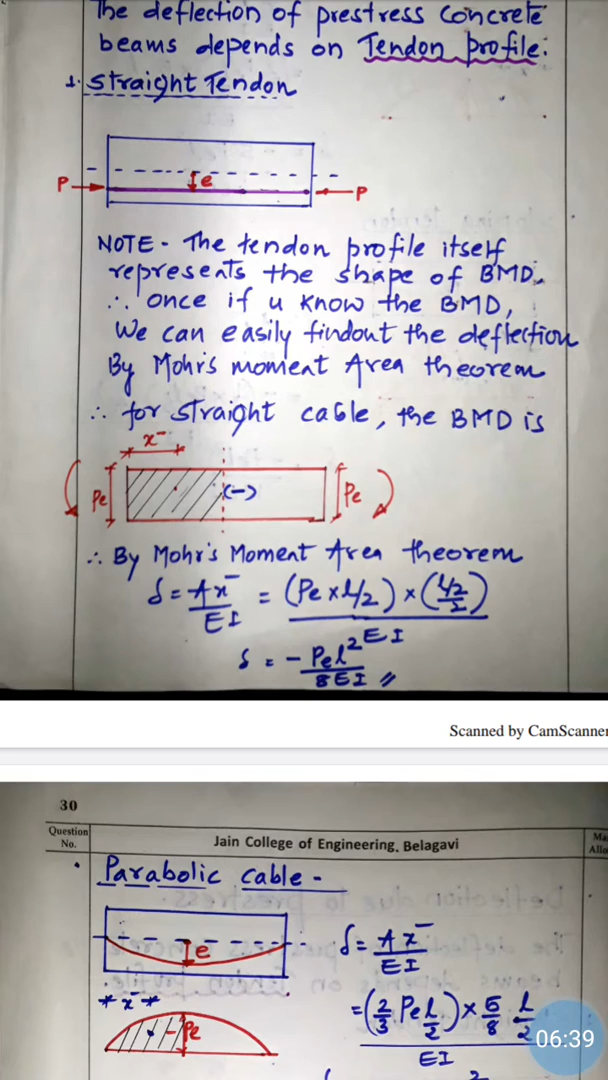 The deflection of prestress concrete
beams depends on Tendon profile.
1. Straight Tendon
e
P
P
NOTE - The tendon profile itself
represents the shape of BMD.
∴ once if u know the BMD,
We can easily findout the deflection
By Mohr's moment Area theorem
∴ for straight cable, the BMD is
x̄
Pe
(-)
Pe
∴ By Mohr's Moment Area theorem
δ = Ax̄/EI = (Pe x L/2) x (L/2/2)/EI
δ = - Pel²/8EI //
Scanned by CamScanner
30
Question
No.
Jain College of Engineering, Belagavi
Ma
Allo
• Parabolic cable -
e
δ = Ax̄/EI
x̄
-Pe
= (2/3 Pe L/2) x 5/8 L/2 / EI
06:39